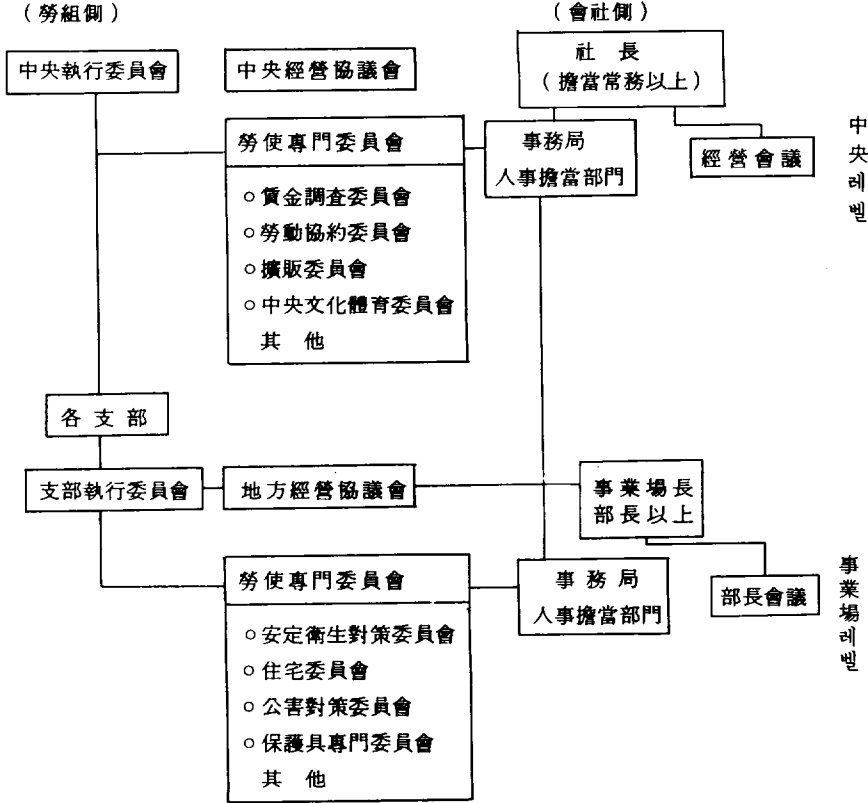 (勞組側)
(會社側)
中央執行委員會
中央經營協議會
社長
(擔當常務以上)
勞使專門委員會
事務局
人事擔當部門
經營會議
中央레벨
○賃金調査委員會
○勞動協約委員會
○擴販委員會
○中央文化體育委員會
其他
各支部
支部執行委員會
地方經營協議會
事業場長
部長以上
勞使專門委員會
事務局
人事擔當部門
部長會議
事業場레벨
○安定衛生對策委員會
○住宅委員會
○公害對策委員會
○保護具專門委員會
其他